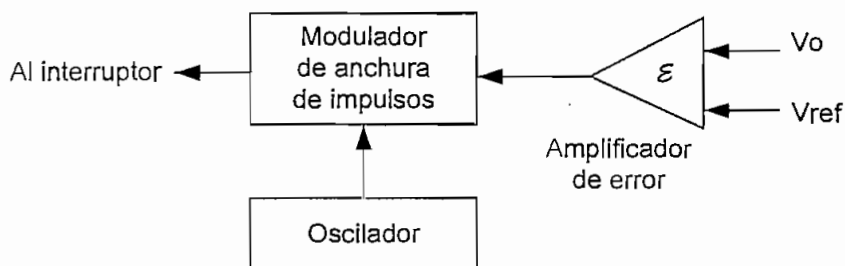 Al interruptor
Modulador
de anchura
de impulsos
ε
Vo
Vref
Amplificador
de error
Oscilador